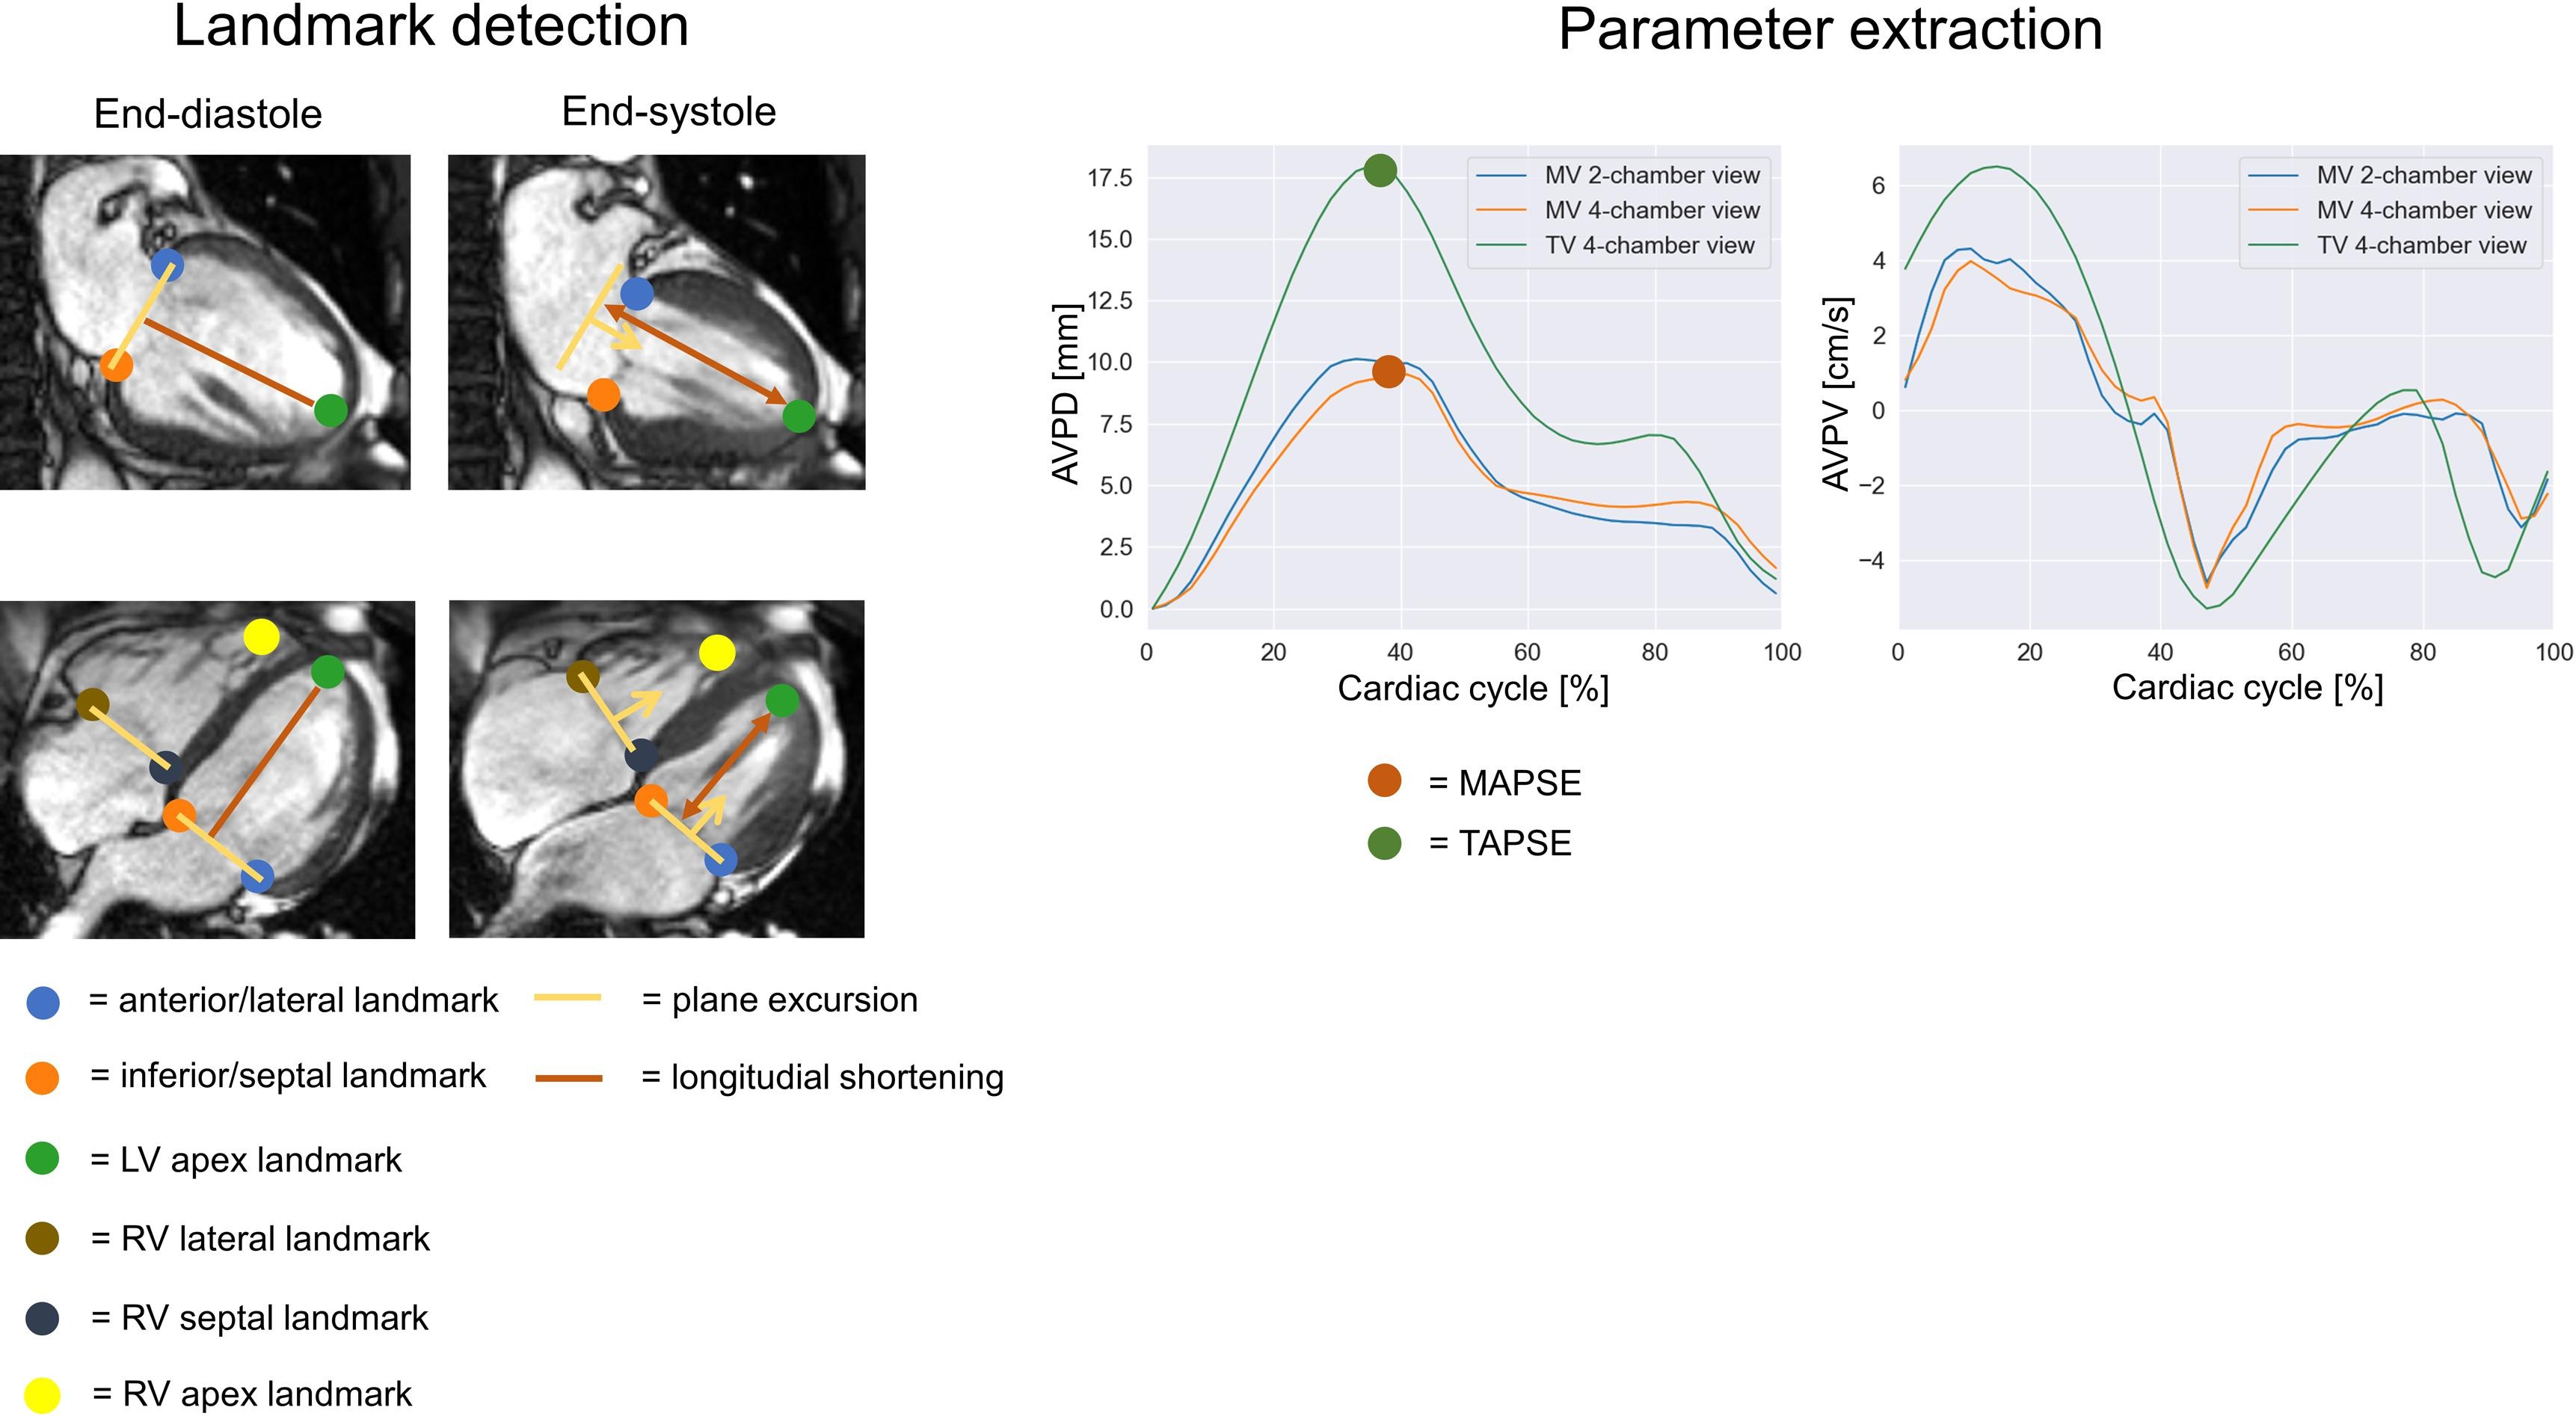 Landmark detection
Parameter extraction
End-diastole
End-systole
AVPD [mm]
17.5
15.0
12.5
10.0
7.5
5.0
2.5
0.0
MV 2-chamber view
MV 4-chamber view
TV 4-chamber view
0
20
40
60
80
100
Cardiac cycle [%]
AVPV [cm/s]
6
4
2
0
−2
−4
MV 2-chamber view
MV 4-chamber view
TV 4-chamber view
0
20
40
60
80
100
Cardiac cycle [%]
= MAPSE
= TAPSE
= anterior/lateral landmark
= plane excursion
= inferior/septal landmark
= longitudial shortening
= LV apex landmark
= RV lateral landmark
= RV septal landmark
= RV apex landmark